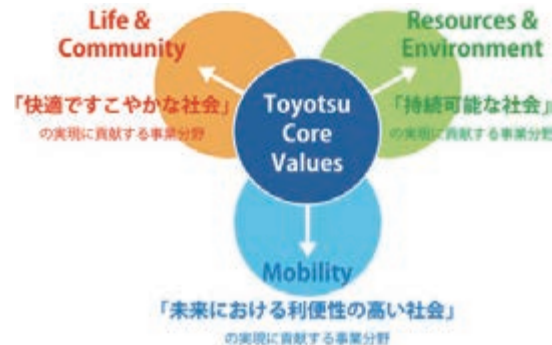 Life &
Community
「快適ですこやかな社会」
の実現に貢献する事業分野
Resources &
Environment
「持続可能な社会」
の実現に貢献する事業分野
Toyotsu
Core
Values
Mobility
「未来における利便性の高い社会」
の実現に貢献する事業分野